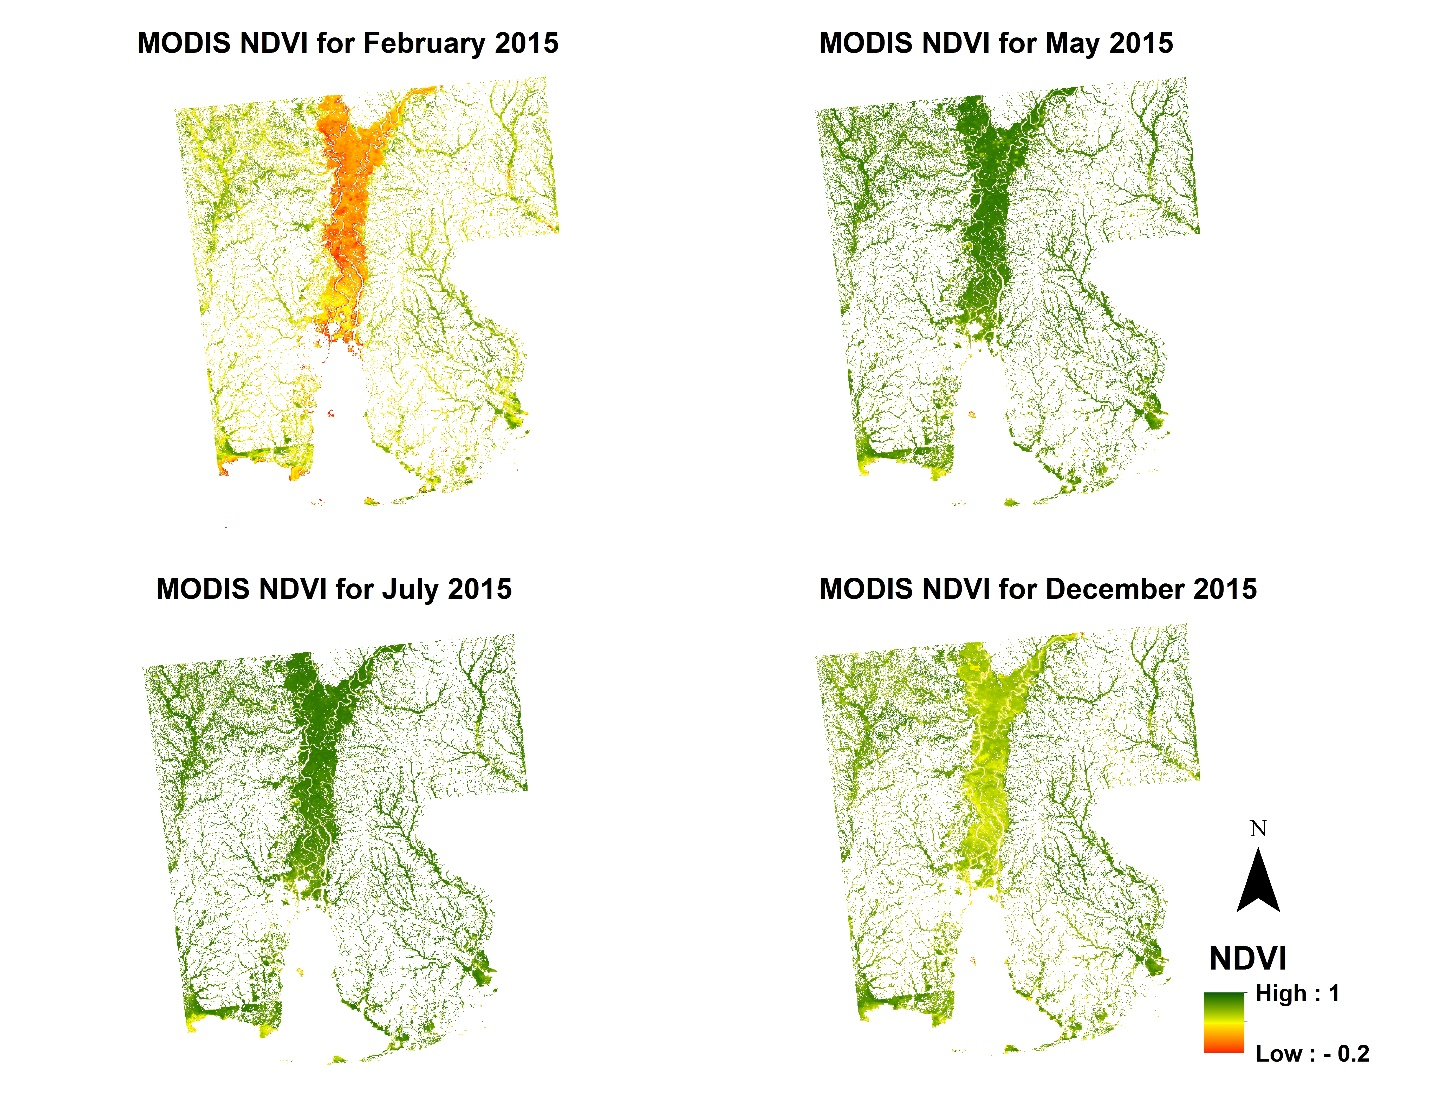 MODIS NDVI for February 2015
MODIS NDVI for May 2015
MODIS NDVI for July 2015
MODIS NDVI for December 2015
N
NDVI
High : 1
Low : - 0.2